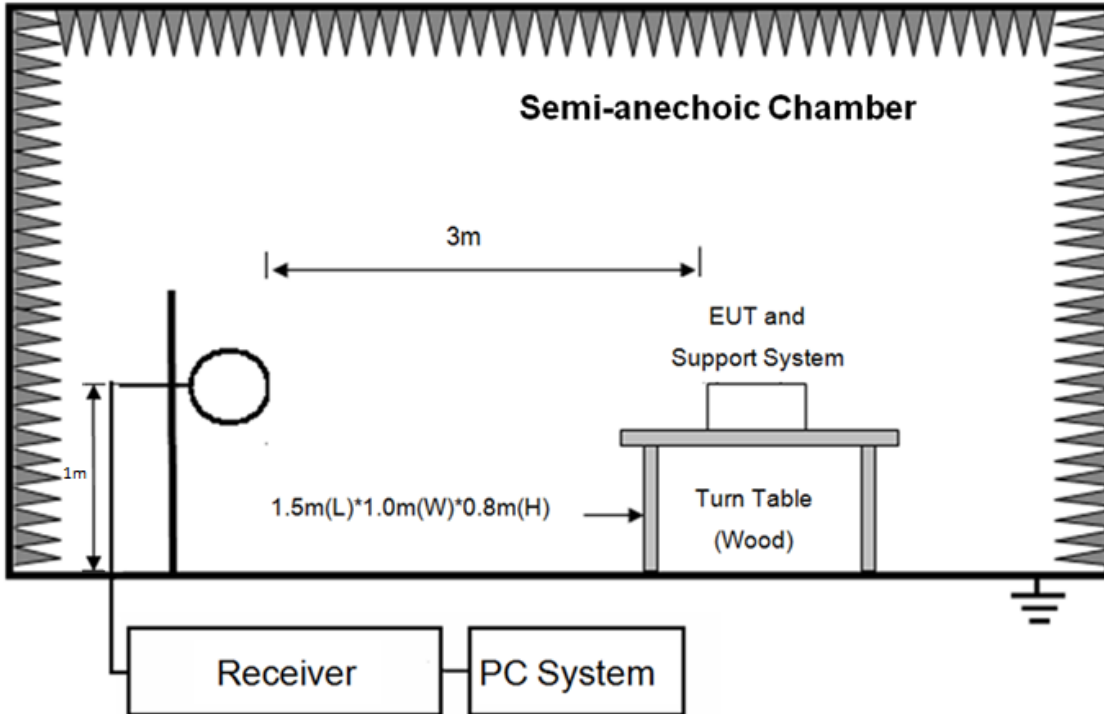 Semi-anechoic Chamber
3m
EUT and
Support System
1m
1.5m(L)*1.0m(W)*0.8m(H)
Turn Table
(Wood)
Receiver
PC System